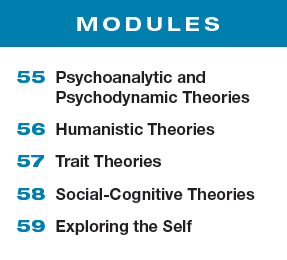 MODULES
55 Psychoanalytic and
Psychodynamic Theories
56 Humanistic Theories
57 Trait Theories
58 Social-Cognitive Theories
59 Exploring the Self